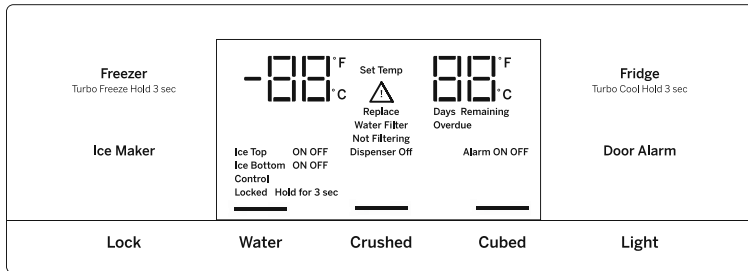 Freezer
Turbo Freeze Hold 3 sec
Ice Maker
-88 °F
°C
Set Temp
88 °F
°C
Replace
Water Filter
Not Filtering
Dispenser Off
Days Remaining
Overdue
Ice Top ON OFF
Ice Bottom ON OFF
Control
Locked Hold for 3 sec
Alarm ON OFF
Fridge
Turbo Cool Hold 3 sec
Door Alarm
Lock Water Crushed Cubed Light